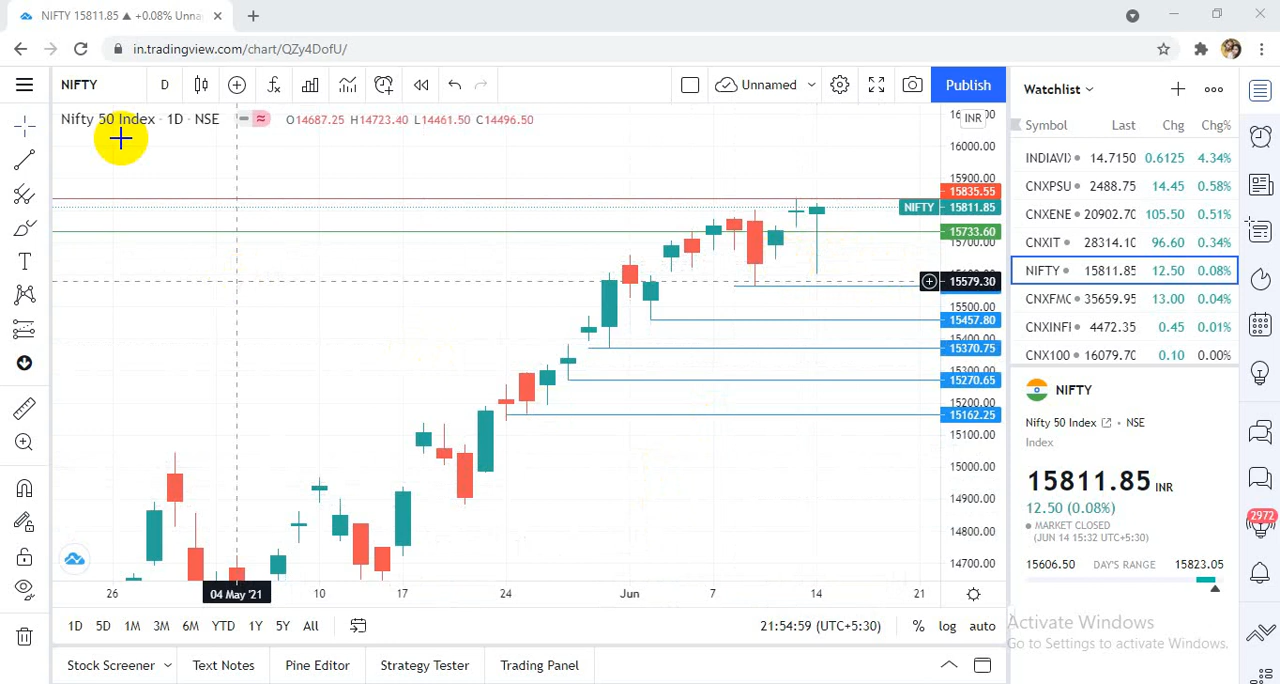 NIFTY 15811.85 ▲ +0.08% Unna
in.tradingview.com/chart/QZy4DofU/
NIFTY D Unnamed Publish
Nifty 50 Index · 1D · NSE O14687.25 H14723.40 L14461.50 C14496.50
INR
16000.00
15900.00
15835.55
NIFTY 15811.85
15733.60
15700.00
15579.30
15500.00
15457.80
15370.75
15300.00
15270.65
15200.00
15162.25
15100.00
15000.00
14900.00
14800.00
14700.00
26 04 May '21 10 17 24 Jun 7 14 21
1D 5D 1M 3M 6M YTD 1Y 5Y All 21:54:59 (UTC+5:30) % log auto
Stock Screener Text Notes Pine Editor Strategy Tester Trading Panel
Watchlist
Symbol Last Chg Chg%
INDIAVI 14.7150 0.6125 4.34%
CNXPSU 2488.75 14.45 0.58%
CNXENE 20902.70 105.50 0.51%
CNXIT 28314.10 96.60 0.34%
NIFTY 15811.85 12.50 0.08%
CNXFMC 35659.95 13.00 0.04%
CNXINFI 4472.35 0.45 0.01%
CNX100 16079.70 0.10 0.00%
NIFTY
Nifty 50 Index • NSE
Index
15811.85 INR
12.50 (0.08%)
MARKET CLOSED
(JUN 14 15:32 UTC+5:30)
15606.50 DAY'S RANGE 15823.05
2972
Activate Windows
Go to Settings to activate Windows.